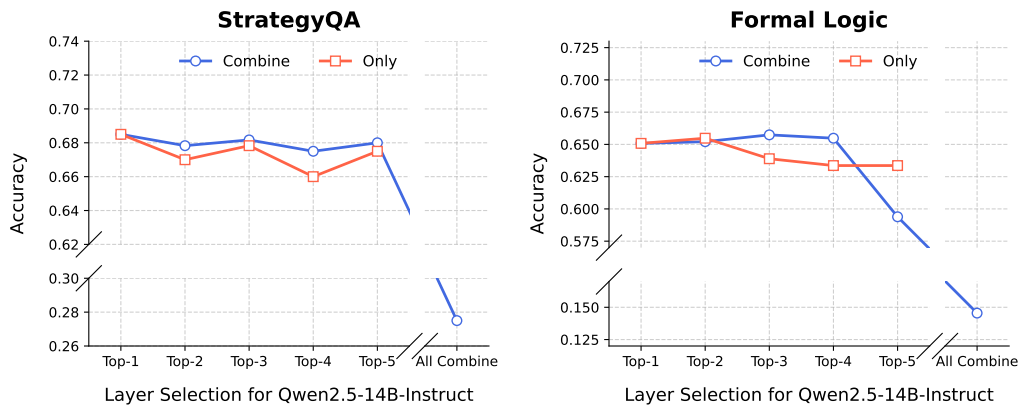 StrategyQA
Combine Only
0.74
0.72
0.70
0.68
0.66
0.64
0.62
0.30
0.28
0.26
Accuracy
Top-1 Top-2 Top-3 Top-4 Top-5 All Combine
Layer Selection for Qwen2.5-14B-Instruct
Formal Logic
Combine Only
0.725
0.700
0.675
0.650
0.625
0.600
0.575
0.150
0.125
Accuracy
Top-1 Top-2 Top-3 Top-4 Top-5 All Combine
Layer Selection for Qwen2.5-14B-Instruct